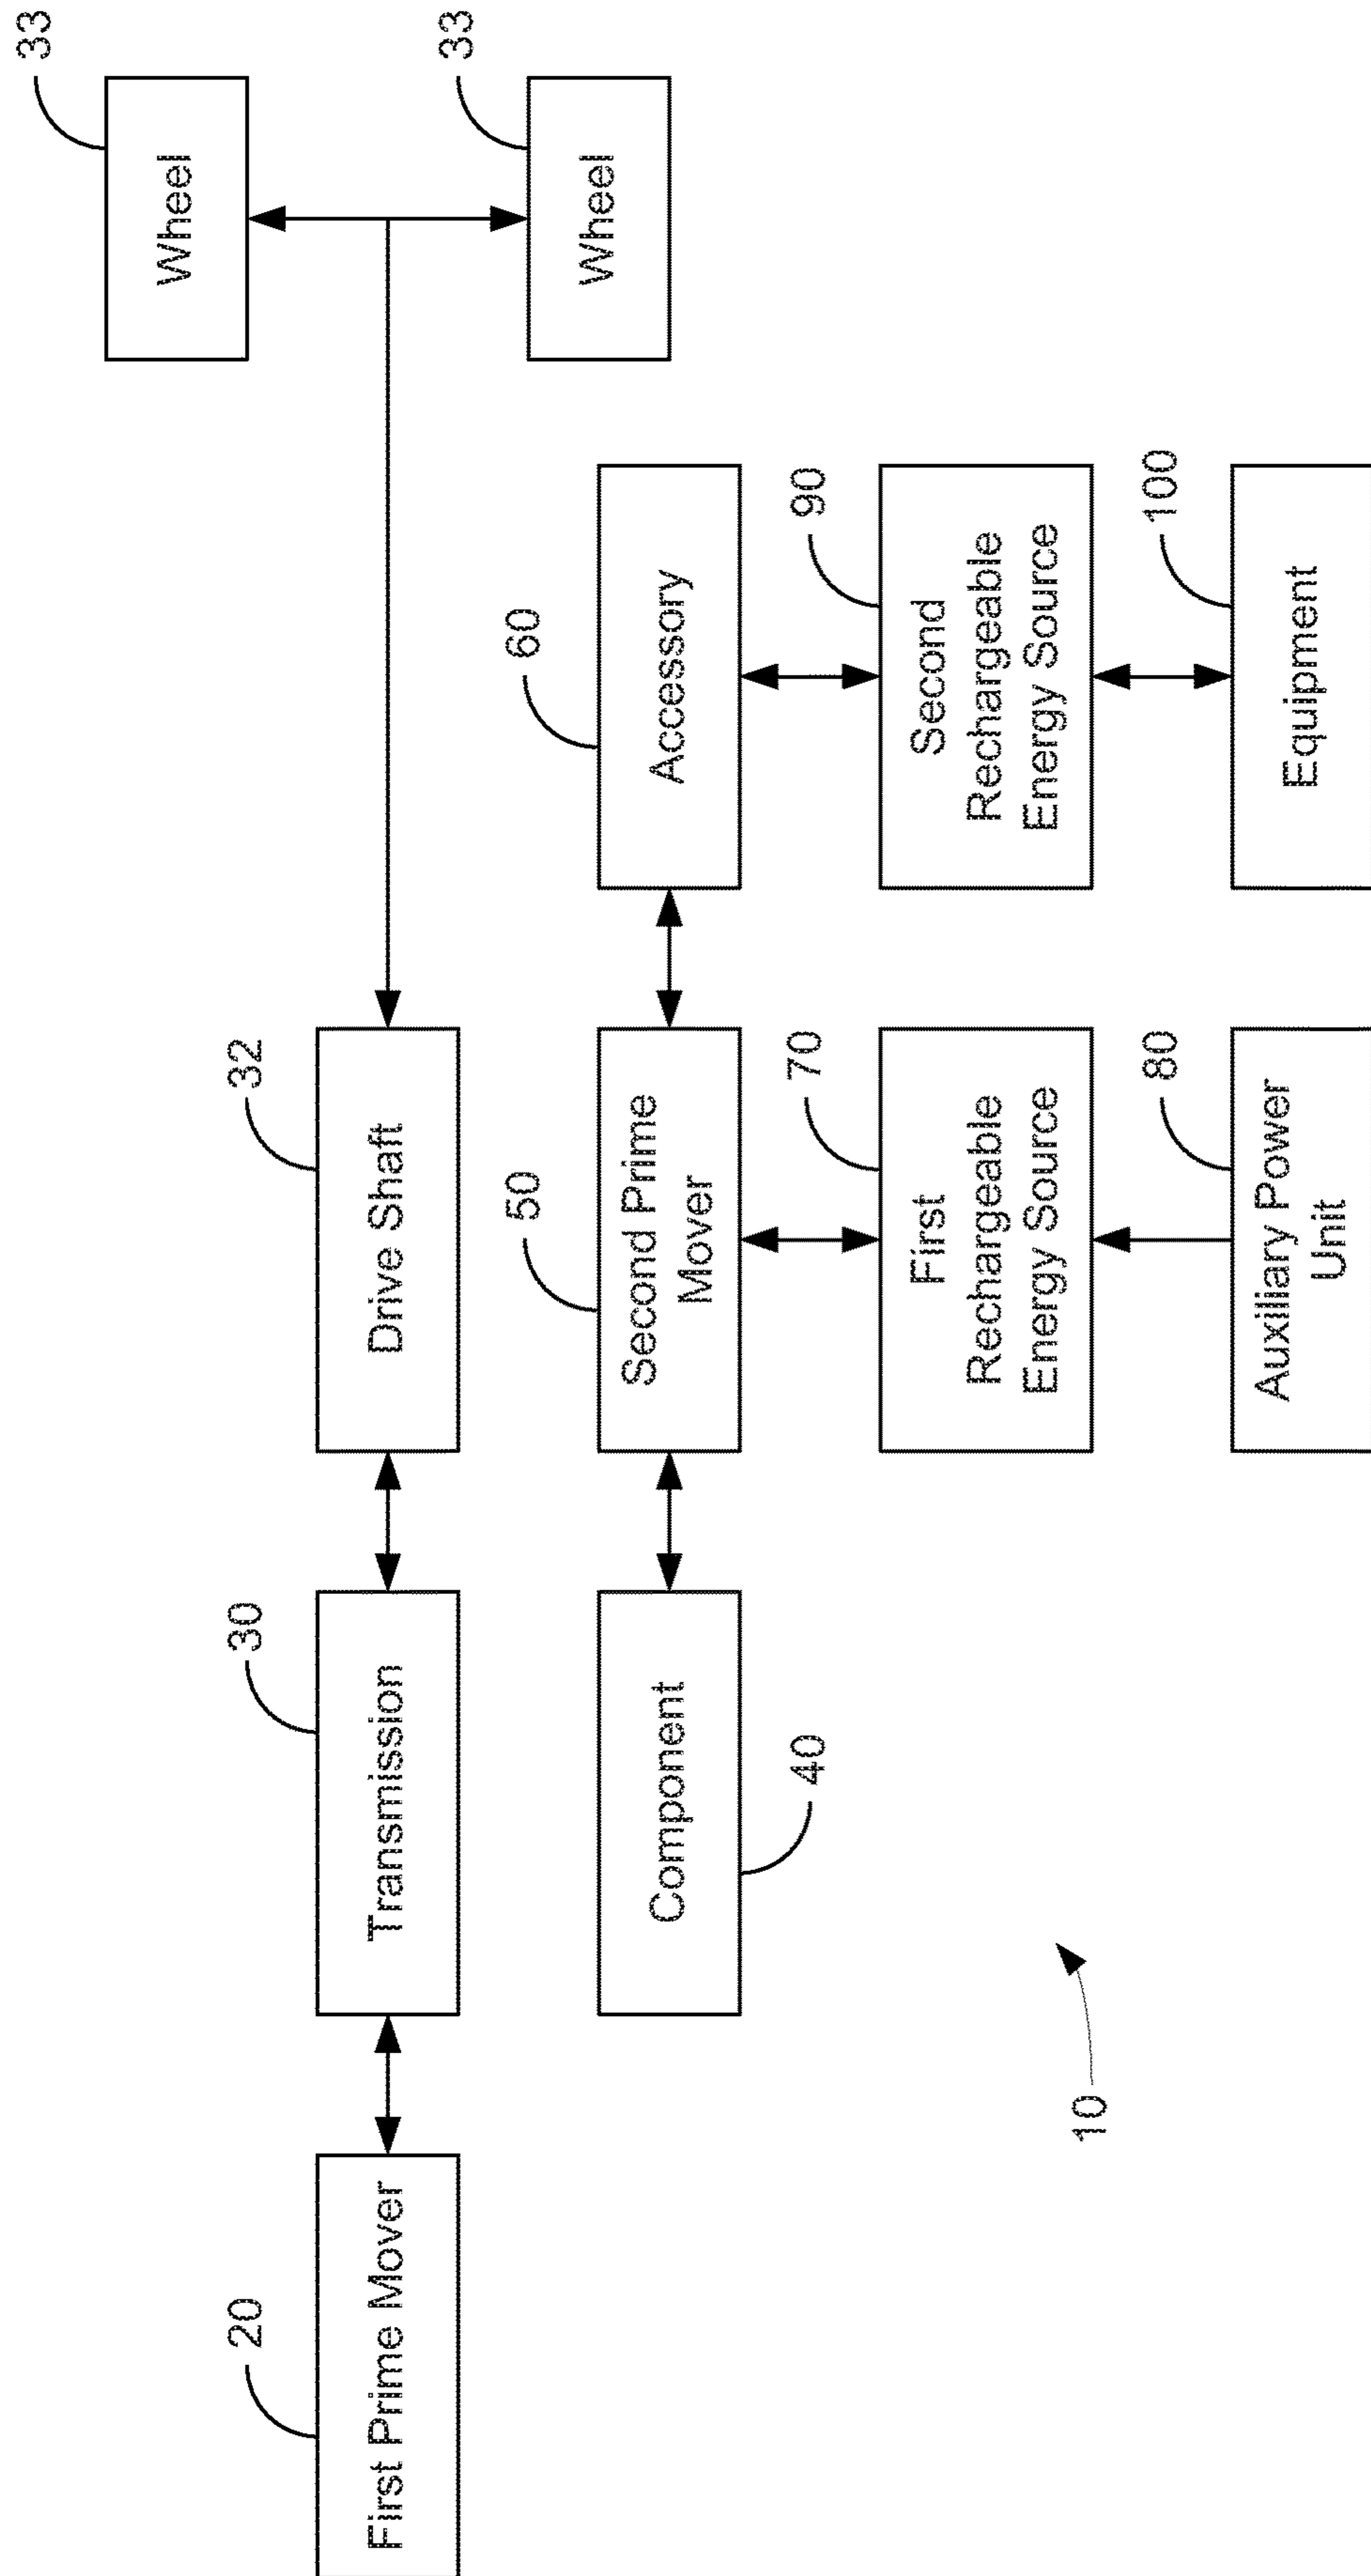 33
Wheel
33
Wheel
20
First Prime Mover
30
Transmission
32
Drive Shaft
40
Component
50
Second Prime
Mover
60
Accessory
70
First
Rechargeable
Energy Source
90
Second
Rechargeable
Energy Source
80
Auxiliary Power
Unit
100
Equipment
10